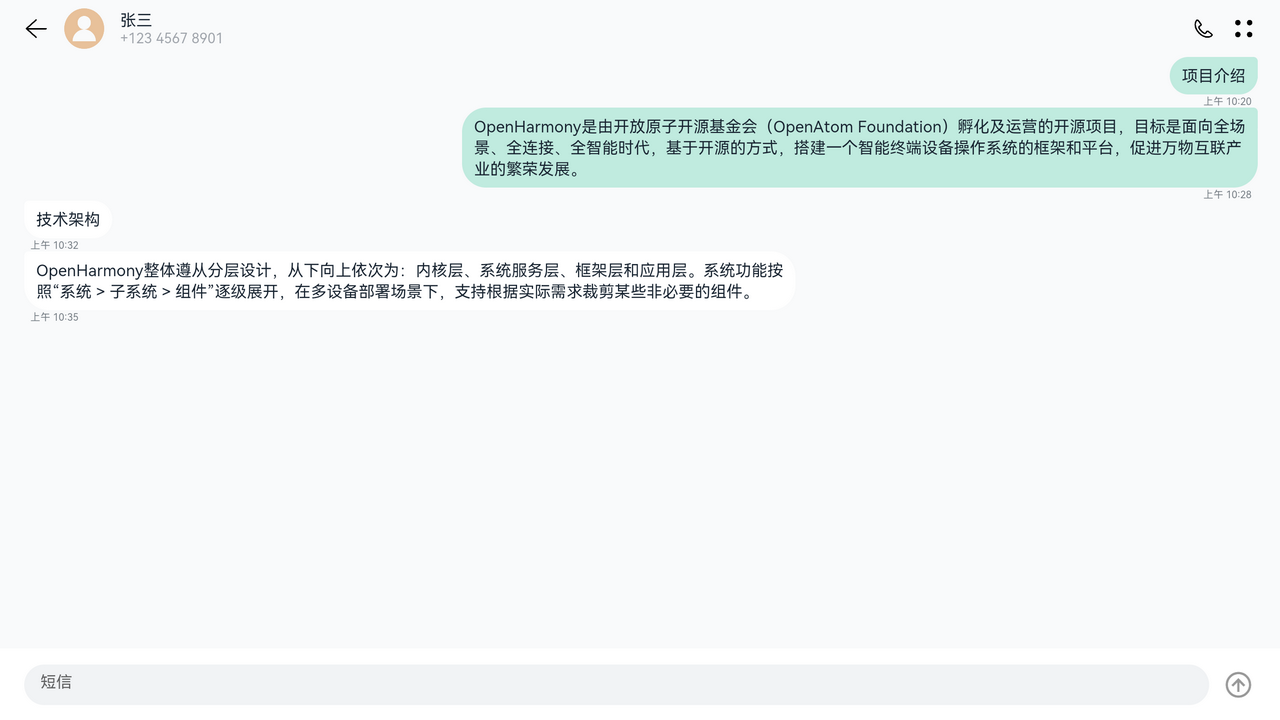 张三
+123 4567 8901
项目介绍
上午 10:20
OpenHarmony是由开放原子开源基金会（OpenAtom Foundation）孵化及运营的开源项目，目标是面向全场
景、全连接、全智能时代，基于开源的方式，搭建一个智能终端设备操作系统的框架和平台，促进万物互联产
业的繁荣发展。
上午 10:28
技术架构
上午 10:32
OpenHarmony整体遵从分层设计，从下向上依次为：内核层、系统服务层、框架层和应用层。系统功能按
照“系统 > 子系统 > 组件”逐级展开，在多设备部署场景下，支持根据实际需求裁剪某些非必要的组件。
上午 10:35
短信